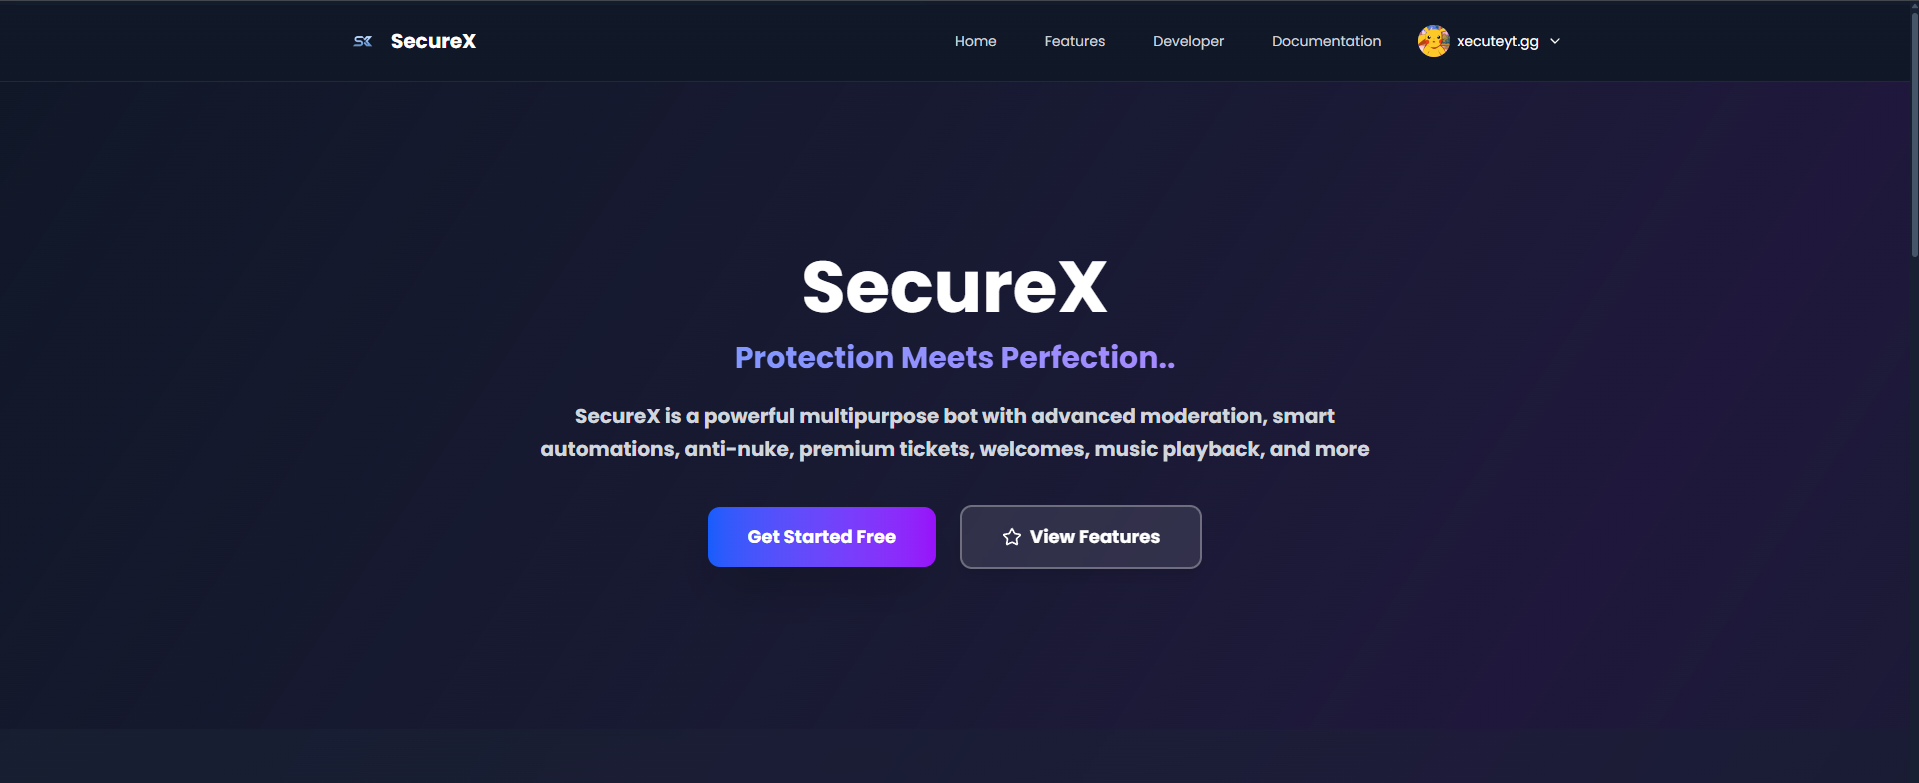 SX SecureX
Home Features Developer Documentation xecuteyt.gg
SecureX
Protection Meets Perfection..
SecureX is a powerful multipurpose bot with advanced moderation, smart
automations, anti-nuke, premium tickets, welcomes, music playback, and more
Get Started Free
View Features